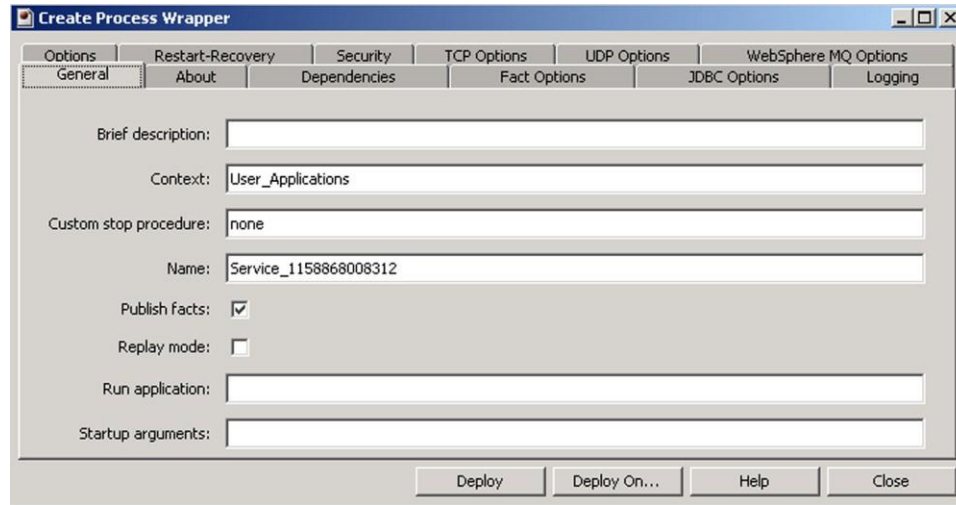 Create Process Wrapper
Options Restart-Recovery Security TCP Options UDP Options WebSphere MQ Options
General About Dependencies Fact Options JDBC Options Logging
Brief description:
Context: User_Applications
Custom stop procedure: none
Name: Service_1158868008312
Publish facts:
Replay mode:
Run application:
Startup arguments:
Deploy Deploy On... Help Close